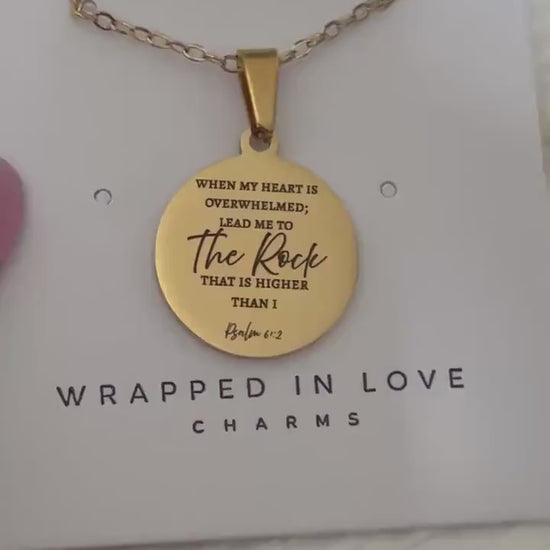 WHEN MY HEART IS
OVERWHELMED;
LEAD ME TO
The Rock
THAT IS HIGHER
THAN I
Psalm 61:2
WRAPPED IN LOVE
CHARMS